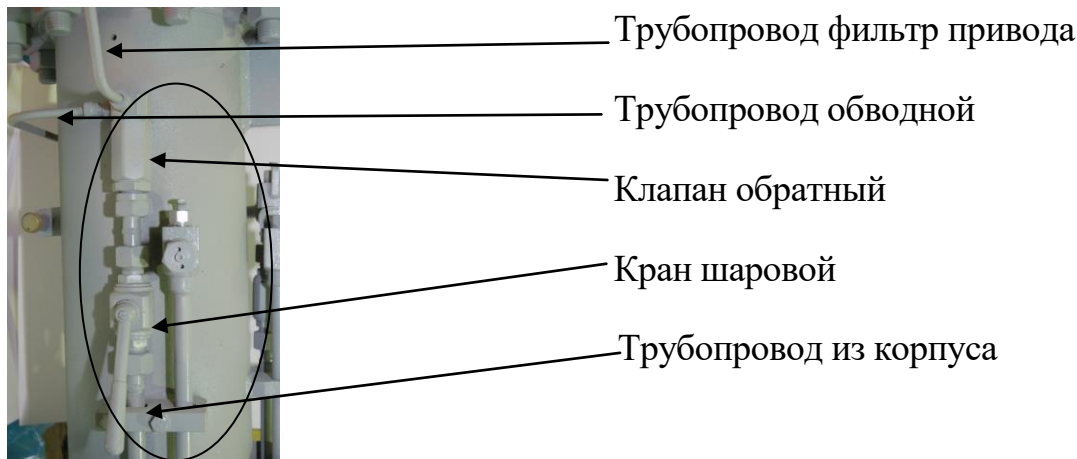 Трубопровод фильтр привода
Трубопровод обводной
Клапан обратный
Кран шаровой
Трубопровод из корпуса